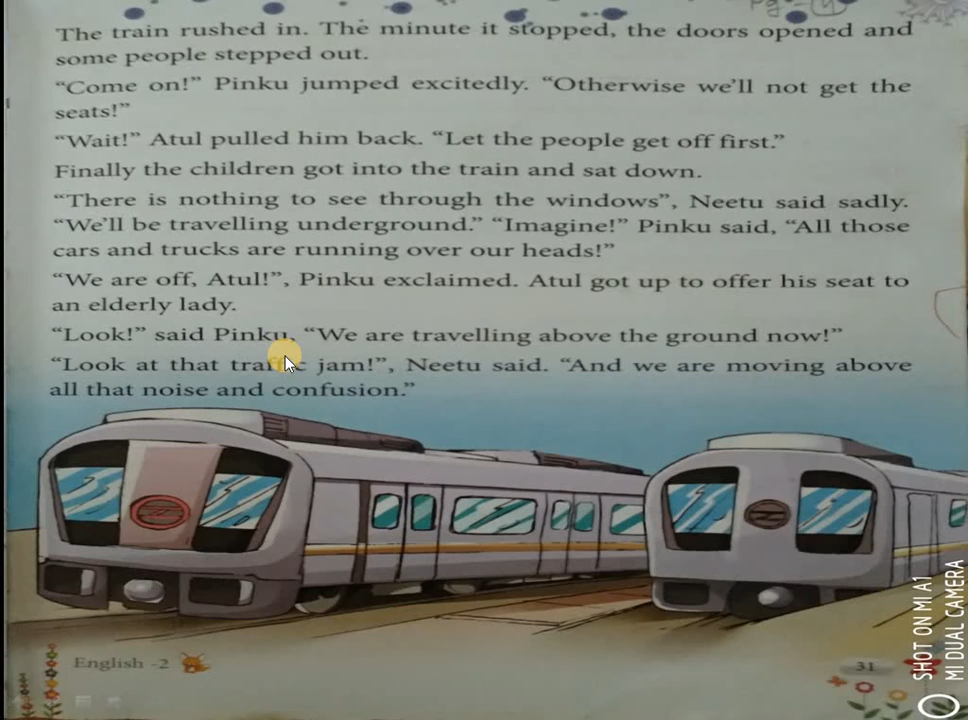 The train rushed in. The minute it stopped, the doors opened and
some people stepped out.
“Come on!” Pinku jumped excitedly. “Otherwise we’ll not get the
seats!”
“Wait!” Atul pulled him back. “Let the people get off first.”
Finally the children got into the train and sat down.
“There is nothing to see through the windows”, Neetu said sadly.
“We’ll be travelling underground.” “Imagine!” Pinku said, “All those
cars and trucks are running over our heads!”
“We are off, Atul!”, Pinku exclaimed. Atul got up to offer his seat to
an elderly lady.
“Look!” said Pinku, “We are travelling above the ground now!”
“Look at that traffic jam!”, Neetu said. “And we are moving above
all that noise and confusion.”
English -2
31
SHOT ON MI A1
MI DUAL CAMERA